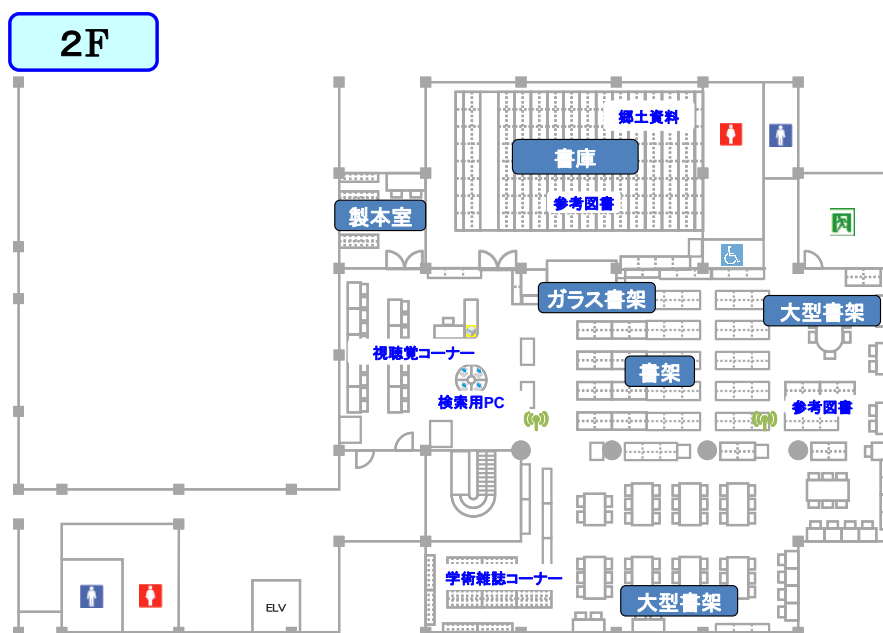 2F
郷土資料
書庫
参考図書
製本室
ガラス書架
大型書架
視聴覚コーナー
書架
検索用PC
参考図書
学術雑誌コーナー
大型書架
ELV